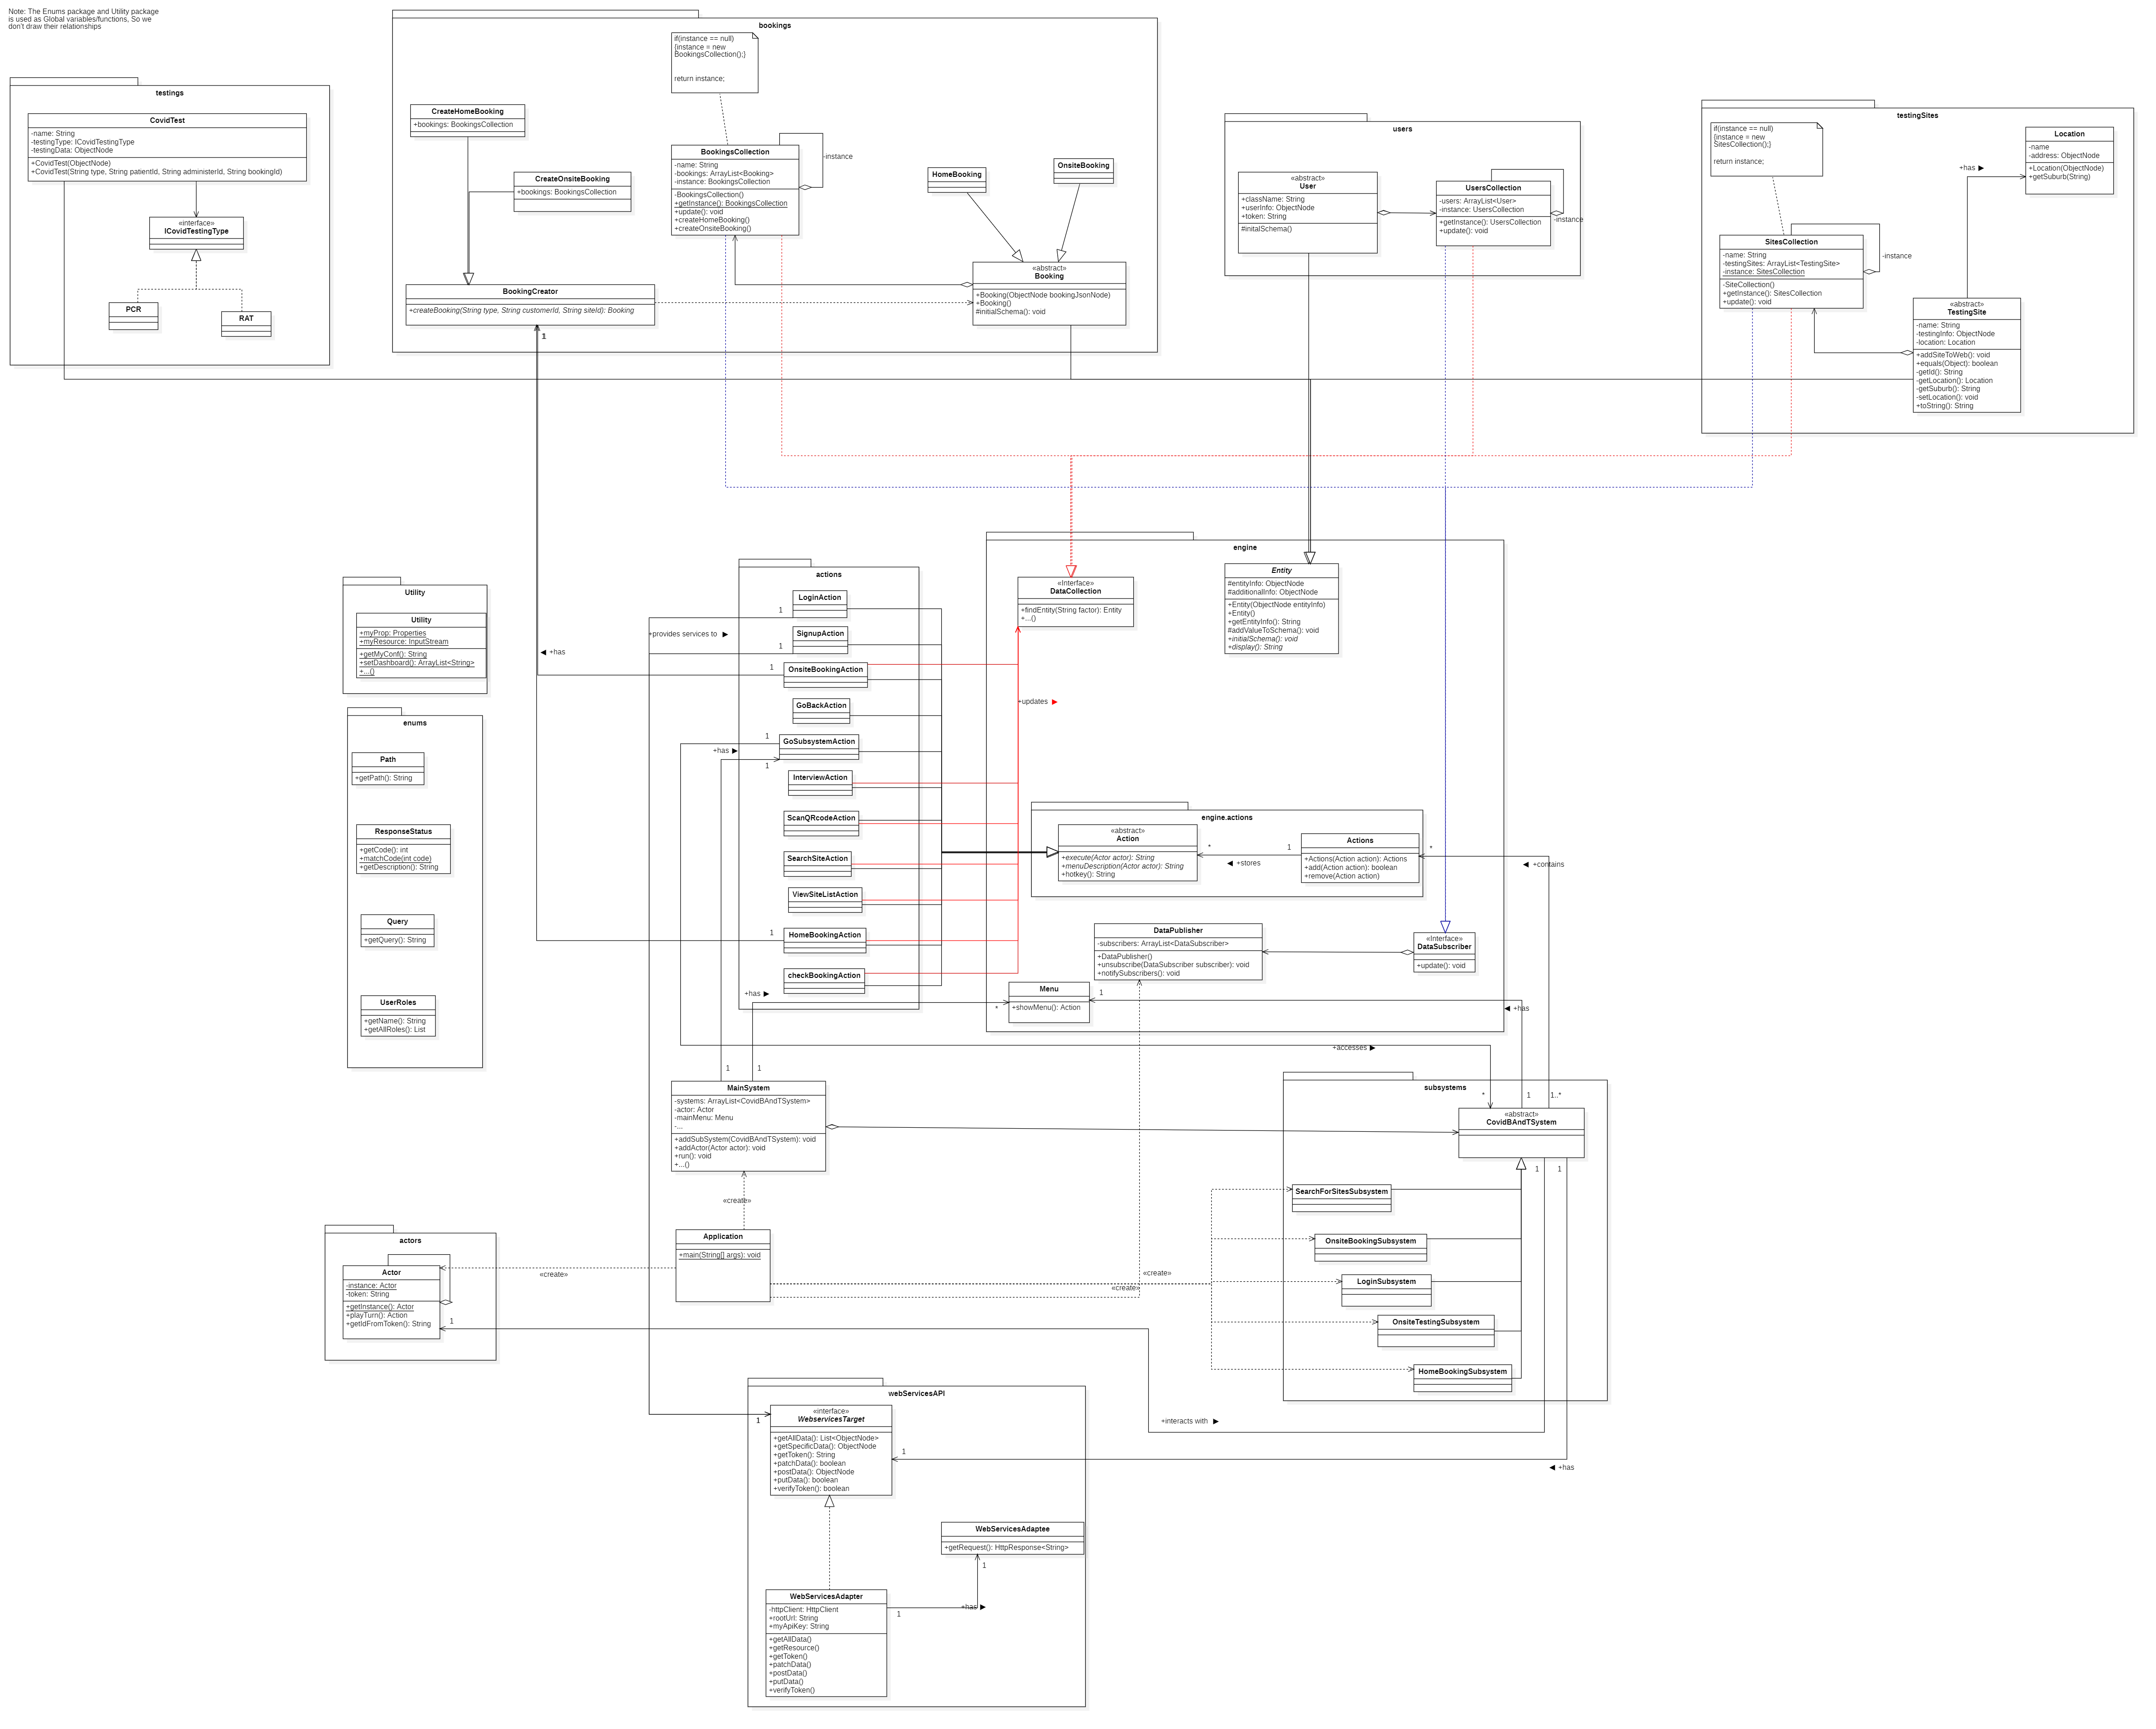 Note: The Enums package and Utility package
is used as Global variables/functions, So we
don't draw their relationships
testings
CovidTest
-name: String
-testingType: ICovidTestingType
-testingData: ObjectNode
+CovidTest(ObjectNode)
+CovidTest(String type, String patientId, String administerId, String bookingId)
«interface»
ICovidTestingType
PCR
RAT
bookings
if(instance == null)
{instance = new
BookingsCollection();}
return instance;
CreateHomeBooking
+bookings: BookingsCollection
CreateOnsiteBooking
+bookings: BookingsCollection
BookingsCollection
-name: String
-bookings: ArrayList<Booking>
-instance: BookingsCollection
-BookingsCollection()
+getInstance(): BookingsCollection
+update(): void
+createHomeBooking()
+createOnsiteBooking()
-instance
HomeBooking
OnsiteBooking
«abstract»
Booking
+Booking(ObjectNode bookingJsonNode)
+Booking()
#initialSchema(): void
BookingCreator
+createBooking(String type, String customerId, String siteId): Booking
1
users
«abstract»
User
+className: String
+userInfo: ObjectNode
+token: String
#initalSchema()
UsersCollection
-users: ArrayList<User>
-instance: UsersCollection
+getInstance(): UsersCollection
+update(): void
-instance
testingSites
if(instance == null)
{instance = new
SitesCollection();}
return instance;
Location
-name
-address: ObjectNode
+Location(ObjectNode)
+getSuburb(String)
+has
SitesCollection
-name: String
-testingSites: ArrayList<TestingSite>
-instance: SitesCollection
-SiteCollection()
+getInstance(): SitesCollection
+update(): void
-instance
«abstract»
TestingSite
-name: String
-testingInfo: ObjectNode
-location: Location
+addSiteToWeb(): void
+equals(Object): boolean
-getId(): String
-getLocation(): Location
-getSuburb(): String
-setLocation(): void
+toString(): String
Utility
Utility
+myProp: Properties
+myResource: InputStream
+getMyConf(): String
+setDashboard(): ArrayList<String>
+...()
enums
Path
+getPath(): String
ResponseStatus
+getCode(): int
+matchCode(int code)
+getDescription(): String
Query
+getQuery(): String
UserRoles
+getName(): String
+getAllRoles(): List
actions
LoginAction
1
+provides services to
SignupAction
1
+has
OnsiteBookingAction
1
GoBackAction
GoSubsystemAction
1
+has
1
InterviewAction
ScanQRcodeAction
SearchSiteAction
ViewSiteListAction
HomeBookingAction
1
checkBookingAction
+has
engine
«Interface»
DataCollection
+findEntity(String factor): Entity
+...()
Entity
#entityInfo: ObjectNode
#additionalInfo: ObjectNode
+Entity(ObjectNode entityInfo)
+Entity()
+getEntityInfo(): String
#addValueToSchema(): void
+initialSchema(): void
+display(): String
+updates
engine.actions
«abstract»
Action
+execute(Actor actor): String
+menuDescription(Actor actor): String
+hotkey(): String
*
1
+stores
Actions
+Actions(Action action): Actions
+add(Action action): boolean
+remove(Action action)
*
+contains
DataPublisher
-subscribers: ArrayList<DataSubscriber>
+DataPublisher()
+unsubscribe(DataSubscriber subscriber): void
+notifySubscribers(): void
«Interface»
DataSubscriber
+update(): void
Menu
+showMenu(): Action
*
1
+has
+accesses
1
1
MainSystem
-systems: ArrayList<CovidBAndTSystem>
-actor: Actor
-mainMenu: Menu
-...
+addSubSystem(CovidBAndTSystem): void
+addActor(Actor actor): void
+run(): void
+...()
«create»
Application
+main(String[] args): void
«create»
«create»
«create»
subsystems
*
1
1..*
«abstract»
CovidBAndTSystem
1
1
SearchForSitesSubsystem
OnsiteBookingSubsystem
LoginSubsystem
OnsiteTestingSubsystem
HomeBookingSubsystem
actors
Actor
-instance: Actor
-token: String
+getInstance(): Actor
+playTurn(): Action
+getIdFromToken(): String
1
+interacts with
+has
webServicesAPI
1
«interface»
WebservicesTarget
+getAllData(): List<ObjectNode>
+getSpecificData(): ObjectNode
+getToken(): String
+patchData(): boolean
+postData(): ObjectNode
+putData(): boolean
+verifyToken(): boolean
1
WebServicesAdaptee
+getRequest(): HttpResponse<String>
1
+has
1
WebServicesAdapter
-httpClient: HttpClient
+rootUrl: String
+myApiKey: String
+getAllData()
+getResource()
+getToken()
+patchData()
+postData()
+putData()
+verifyToken()